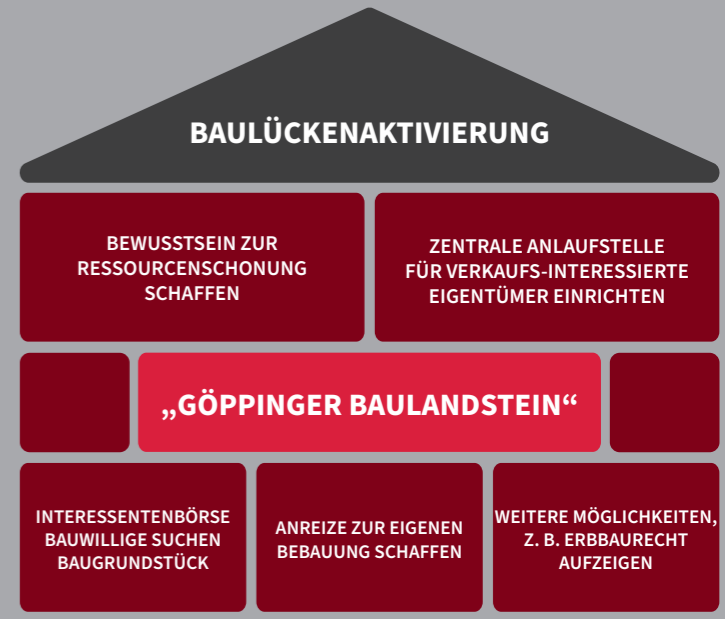 BAULÜCKENAKTIVIERUNG
BEWUSSTSEIN ZUR
RESSOURCENSCHONUNG
SCHAFFEN
ZENTRALE ANLAUFSTELLE
FÜR VERKAUFS-INTERESSIERTE
EIGENTÜMER EINRICHTEN
„GÖPPINGER BAULANDSTEIN“
INTERESSENTENBÖRSE
BAUWILLIGE SUCHEN
BAUGRUNDSTÜCK
ANREIZE ZUR EIGENEN
BEBAUUNG SCHAFFEN
WEITERE MÖGLICHKEITEN,
Z. B. ERBBAURECHT
AUFZEIGEN